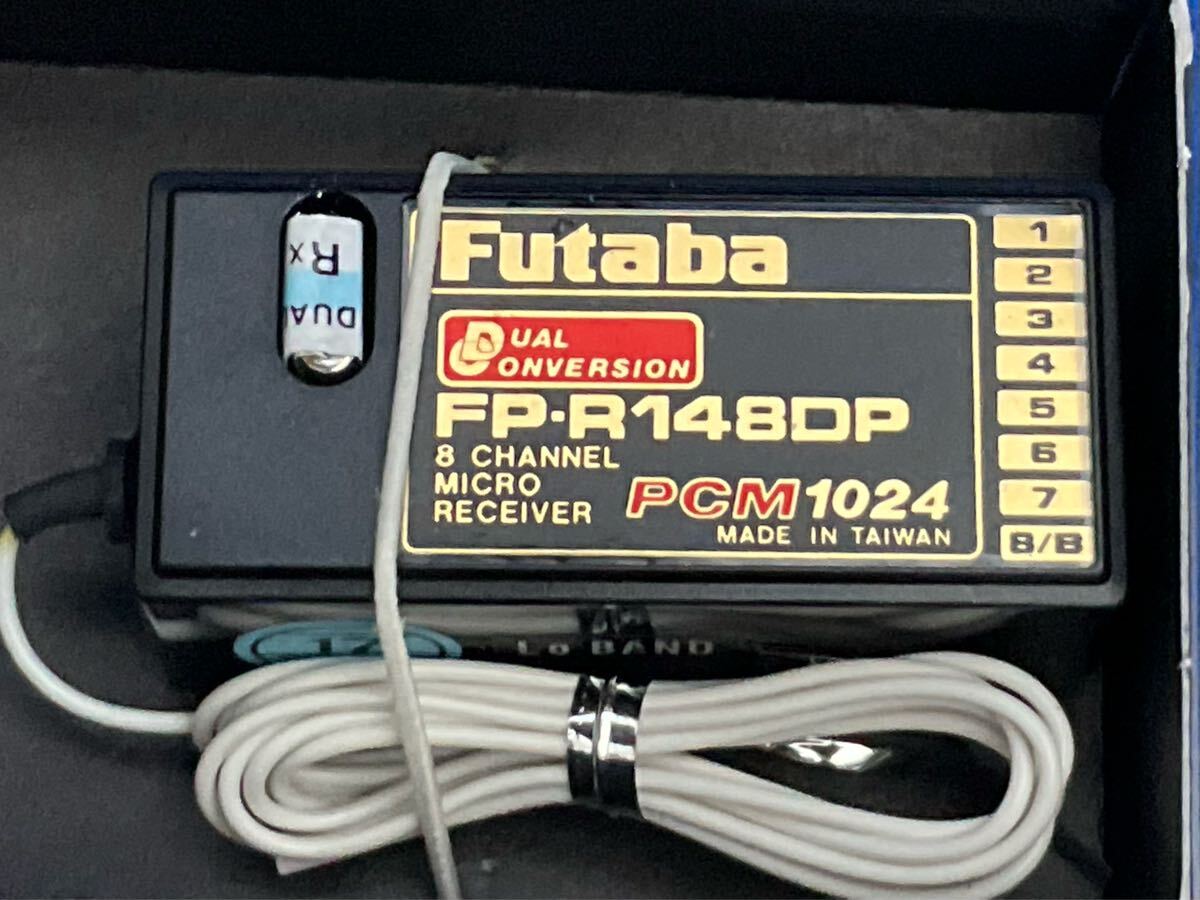 Rx
DUAL
Futaba
DUAL
CONVERSION
FP-R148DP
8 CHANNEL
MICRO
RECEIVER
PCM1024
MADE IN TAIWAN
1
2
3
4
5
6
7
8/B
Lo BAND